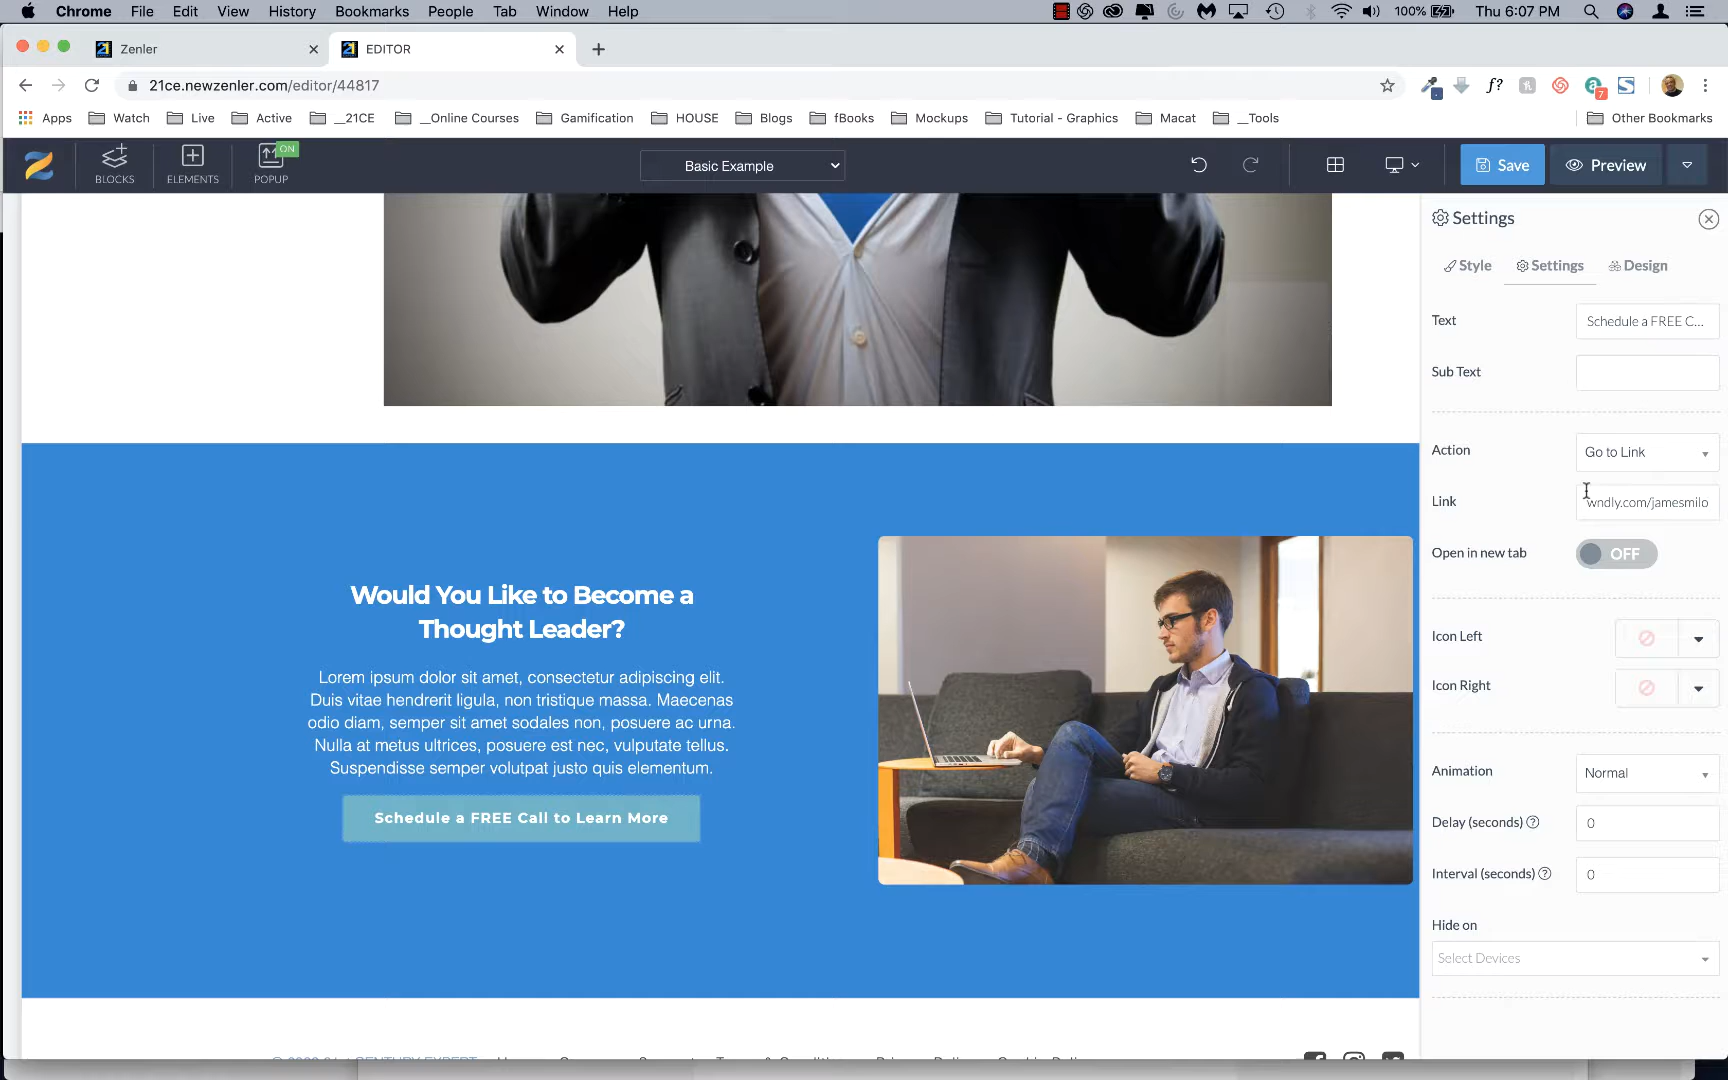 Chrome File Edit View History Bookmarks People Tab Window Help 100% Thu 6:07 PM
21 Zenler 21 EDITOR
21ce.newzenler.com/editor/44817 f? 7
Apps Watch Live Active __21CE __Online Courses Gamification HOUSE Blogs fBooks Mockups Tutorial - Graphics Macat __Tools Other Bookmarks
BLOCKS ELEMENTS POPUP ON Basic Example Save Preview
Settings
Style Settings Design
Text Schedule a FREE C...
Sub Text
Action Go to Link
Link wndly.com/jamesmilo
Open in new tab OFF
Icon Left
Icon Right
Animation Normal
Delay (seconds) ? 0
Interval (seconds) ? 0
Hide on
Select Devices
Would You Like to Become a
Thought Leader?
Lorem ipsum dolor sit amet, consectetur adipiscing elit.
Duis vitae hendrerit ligula, non tristique massa. Maecenas
odio diam, semper sit amet sodales non, posuere ac urna.
Nulla at metus ultrices, posuere est nec, vulputate tellus.
Suspendisse semper volutpat justo quis elementum.
Schedule a FREE Call to Learn More